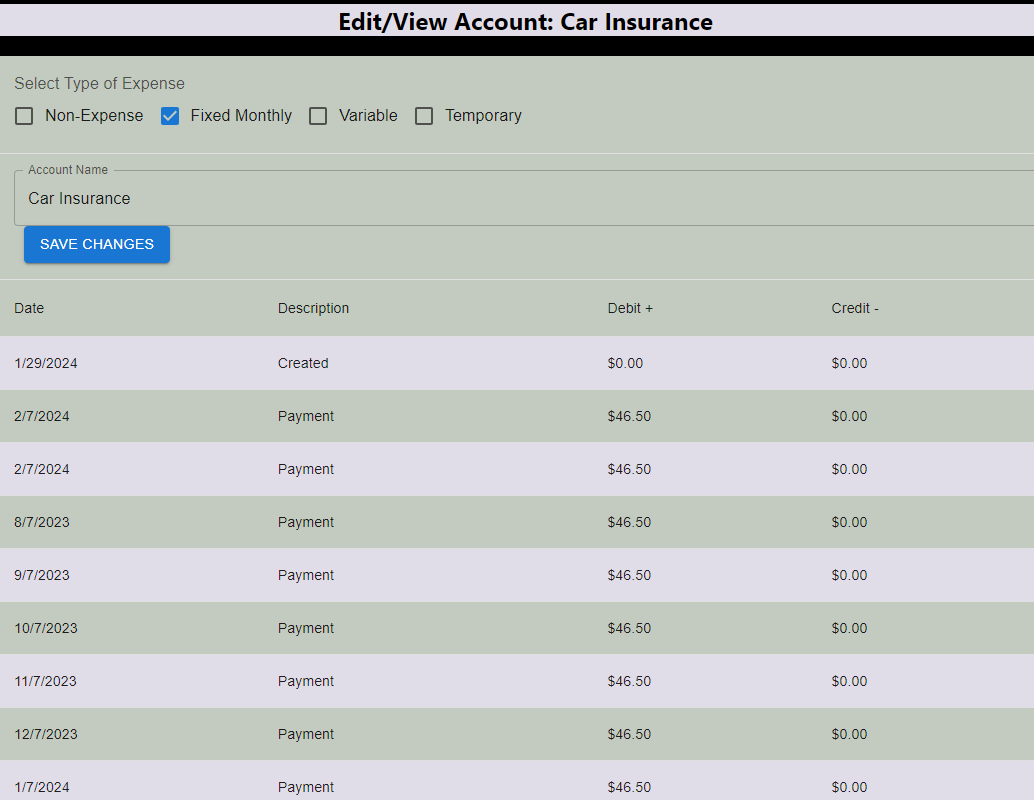 Edit/View Account: Car Insurance
Select Type of Expense
Non-Expense Fixed Monthly Variable Temporary
Account Name
Car Insurance
SAVE CHANGES
Date Description Debit + Credit -
1/29/2024 Created $0.00 $0.00
2/7/2024 Payment $46.50 $0.00
2/7/2024 Payment $46.50 $0.00
8/7/2023 Payment $46.50 $0.00
9/7/2023 Payment $46.50 $0.00
10/7/2023 Payment $46.50 $0.00
11/7/2023 Payment $46.50 $0.00
12/7/2023 Payment $46.50 $0.00
1/7/2024 Payment $46.50 $0.00